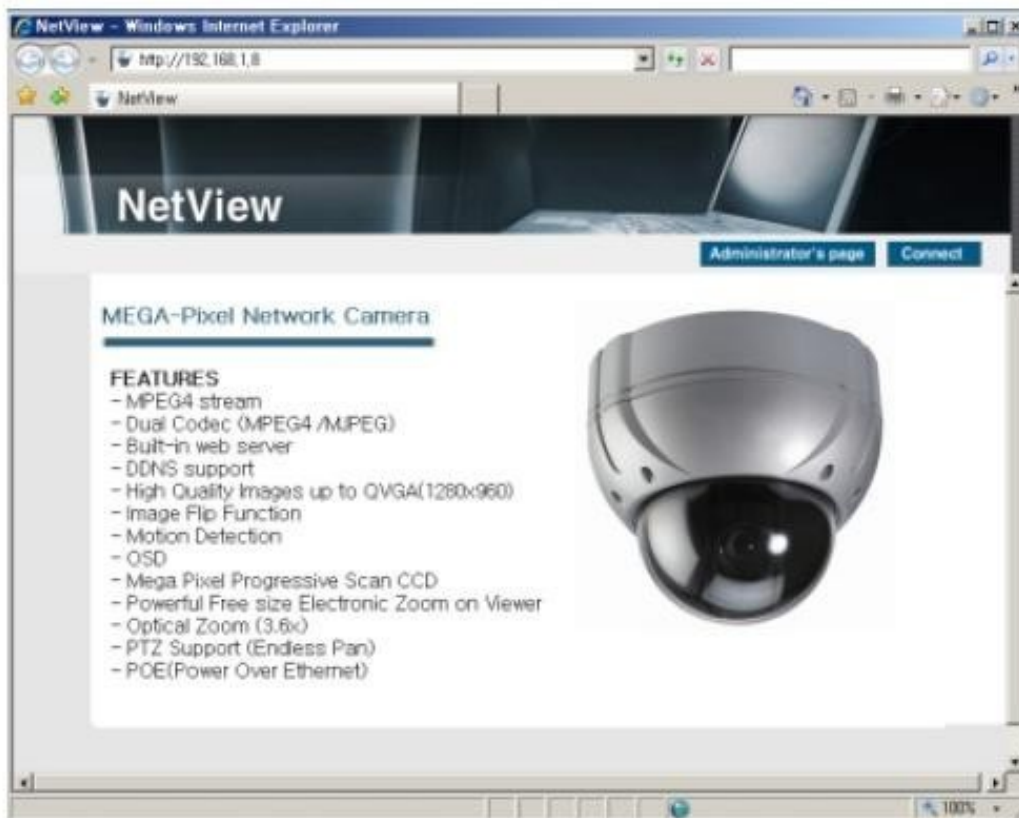 NetView - Windows Internet Explorer
http://192,168,1,8
NetView
NetView
Administrator's page
Connect
MEGA-Pixel Network Camera
FEATURES
- MPEG4 stream
- Dual Codec (MPEG4 /MJPEG)
- Built-in web server
- DDNS support
- High Quality Images up to QVGA(1280x960)
- Image Flip Function
- Motion Detection
- OSD
- Mega Pixel Progressive Scan CCD
- Powerful Free size Electronic Zoom on Viewer
- Optical Zoom (3.6x)
- PTZ Support (Endless Pan)
- POE(Power Over Ethernet)
100%